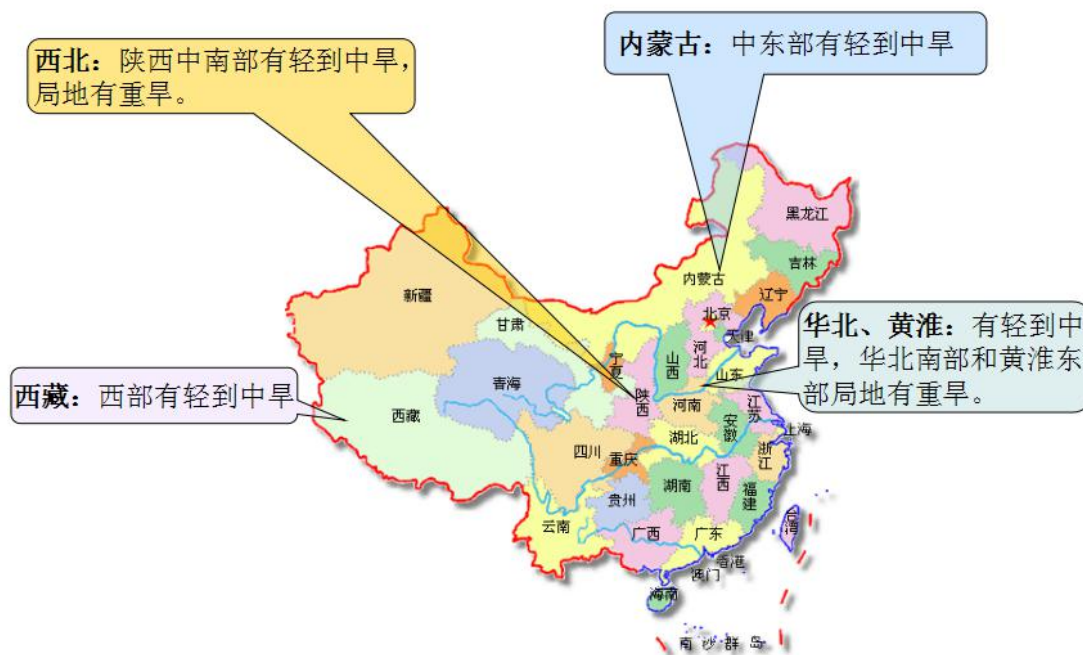 西北：陕西中南部有轻到中旱，
局地有重旱。
内蒙古：中东部有轻到中旱
华北、黄淮：有轻到中
旱，华北南部和黄淮东
部局地有重旱。
西藏：西部有轻到中旱
黑龙江
吉林
辽宁
内蒙古
新疆
甘肃
北京
天津
河北
山西
宁夏
山东
青海
陕西
河南
江苏
西藏
安徽
上海
湖北
四川
重庆
浙江
江西
湖南
贵州
福建
云南
广西
广东
台湾
香港
澳门
海南
南沙群岛